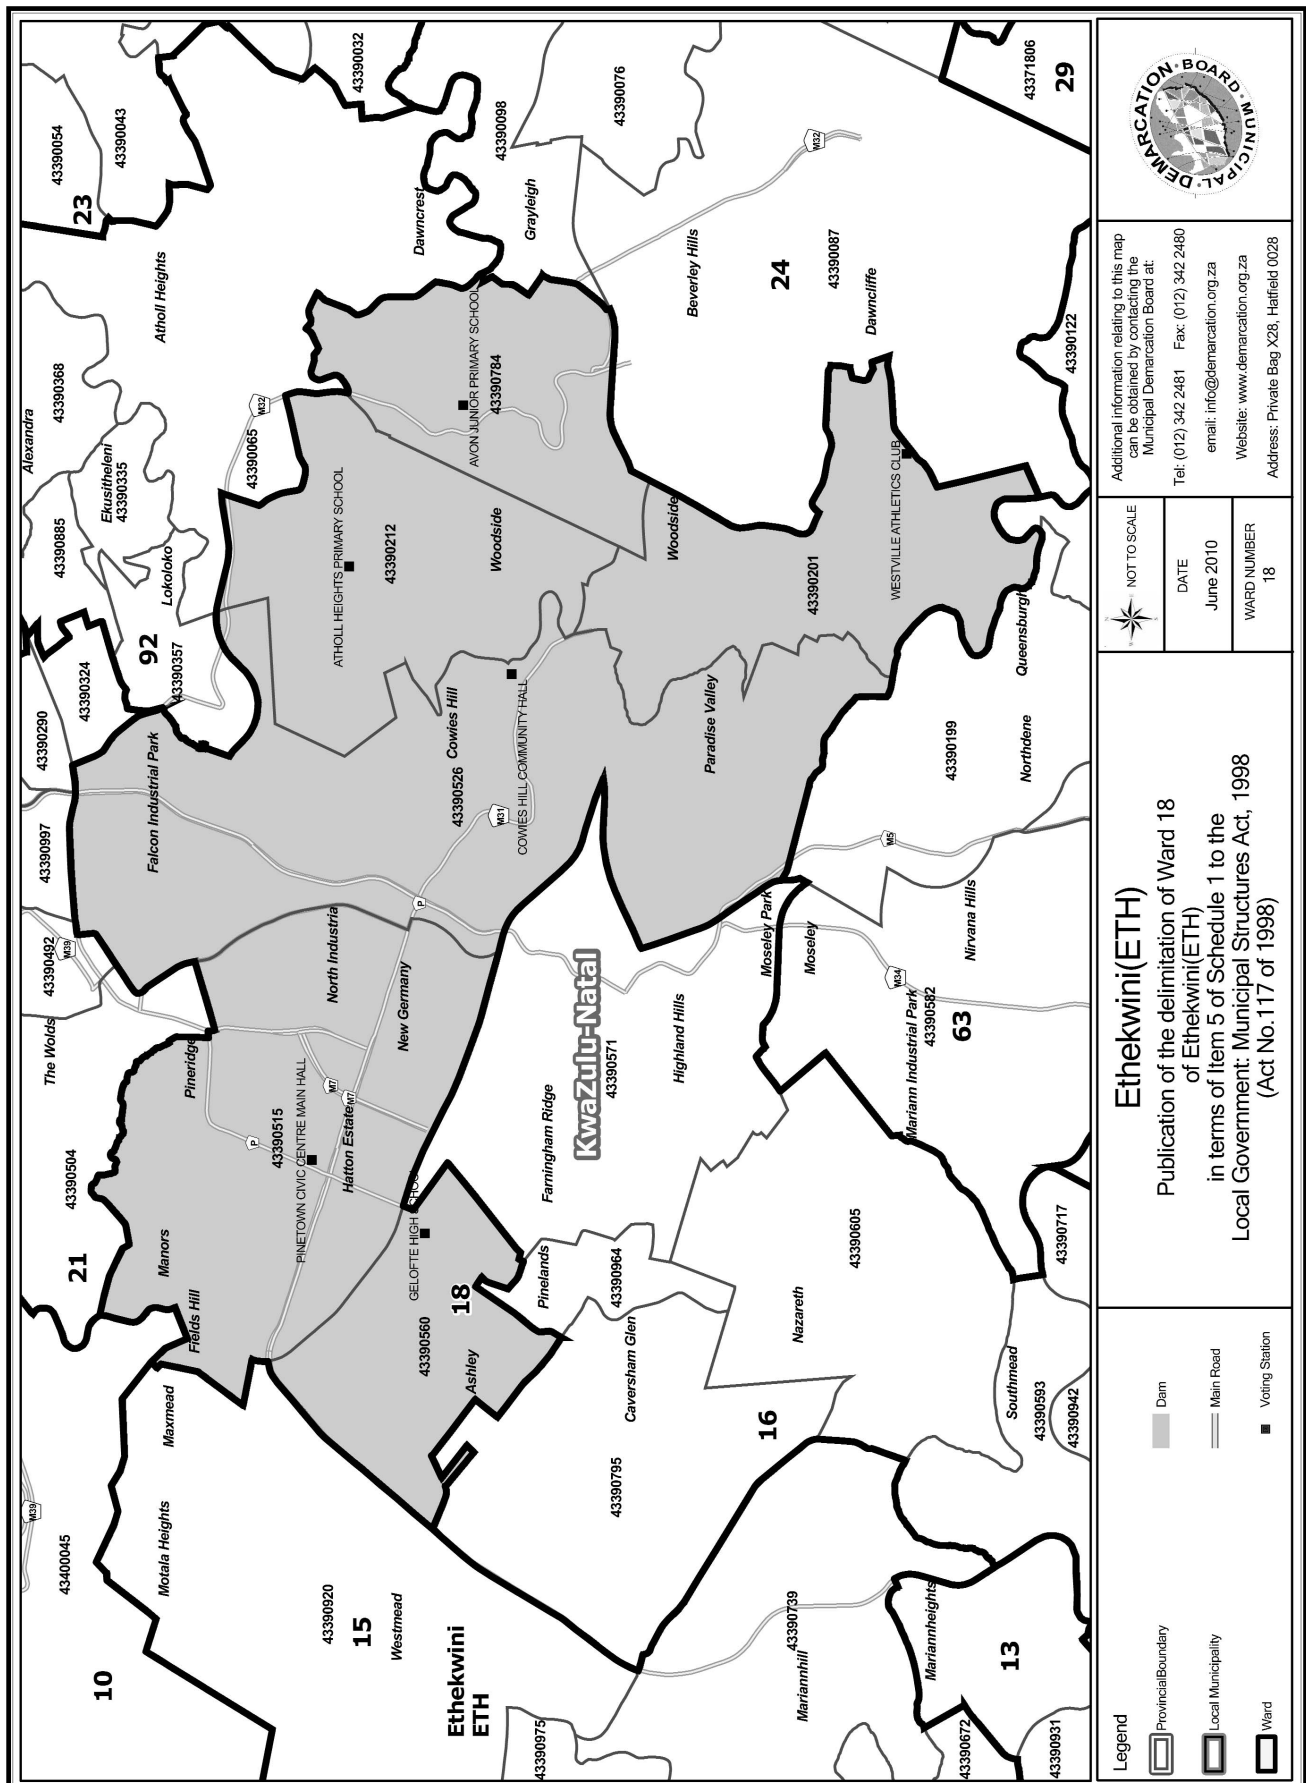 10
43400045
M39
21
43390504
The Wolds
43390492
M39
43390997
43390290
43390324
43390885
Alexandra
43390368
43390054
23
43390043
43390032
Motala Heights
Maxmead
Fields Hill
Manors
Pineridge
Falcon Industrial Park
92
43390357
Lokoloko
Ekusitheleni
43390335
Atholl Heights
43390065
M32
43390920
15
Westmead
P
43390515
PINETOWN CIVIC CENTRE MAIN HALL
M7
M7
Hatton Estate
North Industrial
New Germany
P
ATHOLL HEIGHTS PRIMARY SCHOOL
43390212
Dawncrest
43390098
Ethekwini
ETH
43390560
GELOFTE HIGH SCHOOL
18
Ashley
43390526
Cowies Hill
M31
COWIES HILL COMMUNITY HALL
Woodside
AVON JUNIOR PRIMARY SCHOOL
43390784
Grayleigh
43390076
43390975
43390795
Caversham Glen
Pinelands
43390964
Farningham Ridge
KwaZulu-Natal
43390571
Highland Hills
Paradise Valley
Woodside
Beverley Hills
24
43390087
M32
Mariannhill
43390739
16
Nazareth
43390605
Moseley Park
Moseley
M5
43390201
WESTVILLE ATHLETICS CLUB
Dawncliffe
43390672
Mariannheights
Mariann Industrial Park
43390582
M34
63
Nirvana Hills
43390199
Northdene
Queensburgh
43371806
29
43390931
13
Southmead
43390593
43390942
43390717
43390122
Legend
ProvincialBoundary
Local Municipality
Ward
Dam
Main Road
Voting Station
Ethekwini(ETH)
Publication of the delimitation of Ward 18
of Ethekwini(ETH)
in terms of Item 5 of Schedule 1 to the
Local Government: Municipal Structures Act, 1998
(Act No.117 of 1998)
N
S
NOT TO SCALE
DATE
June 2010
WARD NUMBER
18
Additional information relating to this map
can be obtained by contacting the
Municipal Demarcation Board at:
Tel: (012) 342 2481 Fax: (012) 342 2480
email: info@demarcation.org.za
Website: www.demarcation.org.za
Address: Private Bag X28, Hatfield 0028
MUNICIPAL · DEMARCATION · BOARD